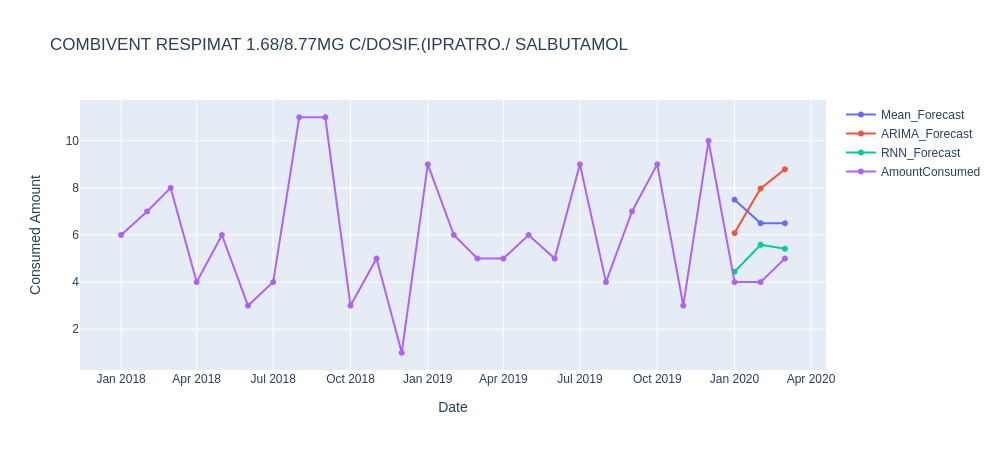 COMBIVENT RESPIMAT 1.68/8.77MG C/DOSIF.(IPRATRO./ SALBUTAMOL
Mean_Forecast
ARIMA_Forecast
RNN_Forecast
AmountConsumed
Consumed Amount
10
8
6
4
2
Jan 2018 Apr 2018 Jul 2018 Oct 2018 Jan 2019 Apr 2019 Jul 2019 Oct 2019 Jan 2020 Apr 2020
Date